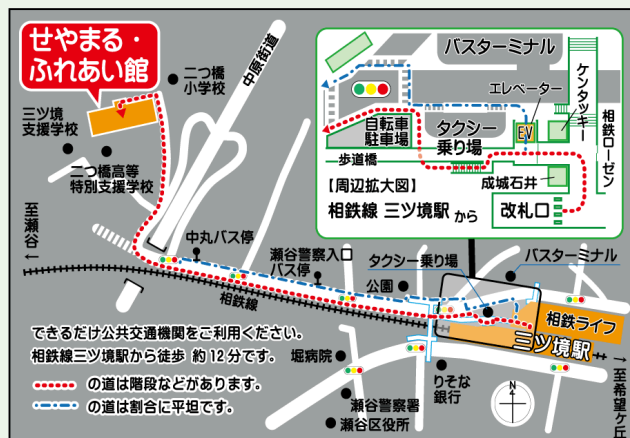 せやまる・
ふれあい館
二つ橋
小学校
中原街道
三ツ境
支援学校
二つ橋高等
特別支援学校
至瀬谷←
バスターミナル
エレベーター
ケンタッキー
相鉄ローゼン
自転車
駐車場
タクシー
乗り場
EV
歩道橋
成城石井
【周辺拡大図】
相鉄線 三ツ境駅 から
改札口
中丸バス停
瀬谷警察入口
バス停
タクシー乗り場
バスターミナル
公園
相鉄線
相鉄ライフ
三ツ境駅
できるだけ公共交通機関をご利用ください。
相鉄線三ツ境駅から徒歩 約12分です。
の道は階段などがあります。
の道は割合に平坦です。
堀病院
りそな
銀行
瀬谷警察署
瀬谷区役所
N
→至希望ケ丘